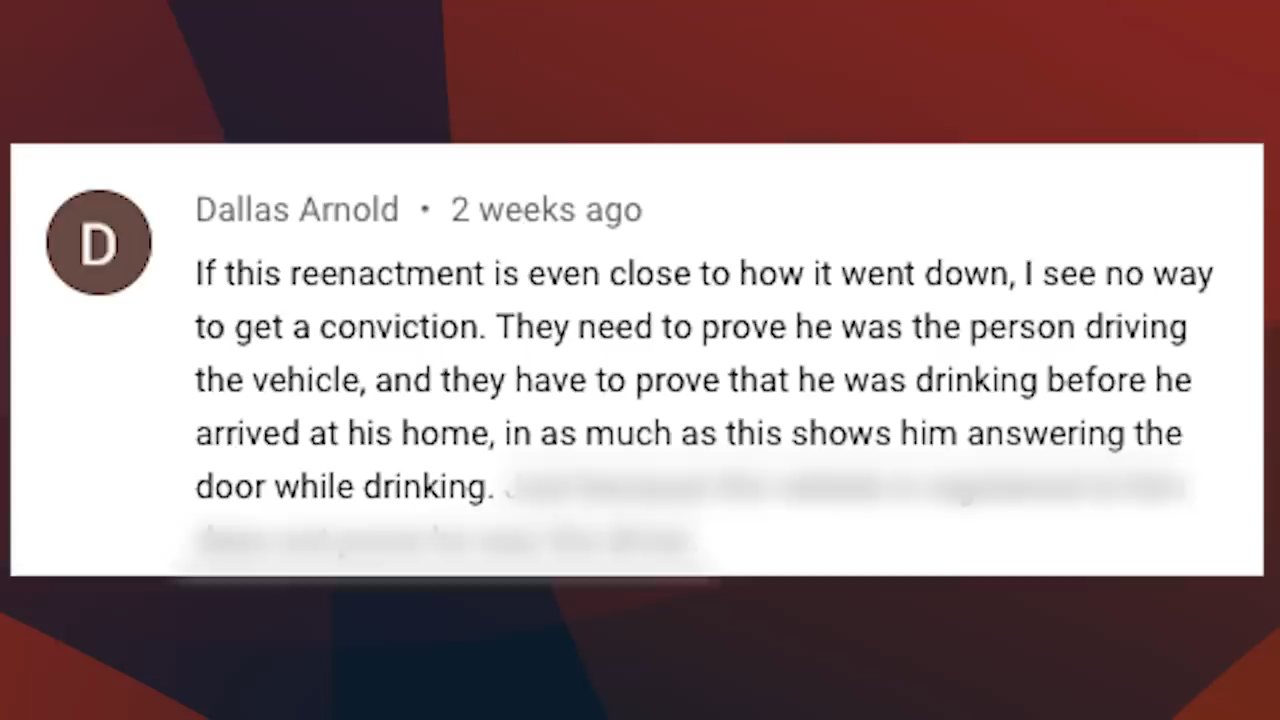 D
Dallas Arnold • 2 weeks ago
If this reenactment is even close to how it went down, I see no way
to get a conviction. They need to prove he was the person driving
the vehicle, and they have to prove that he was drinking before he
arrived at his home, in as much as this shows him answering the
door while drinking.